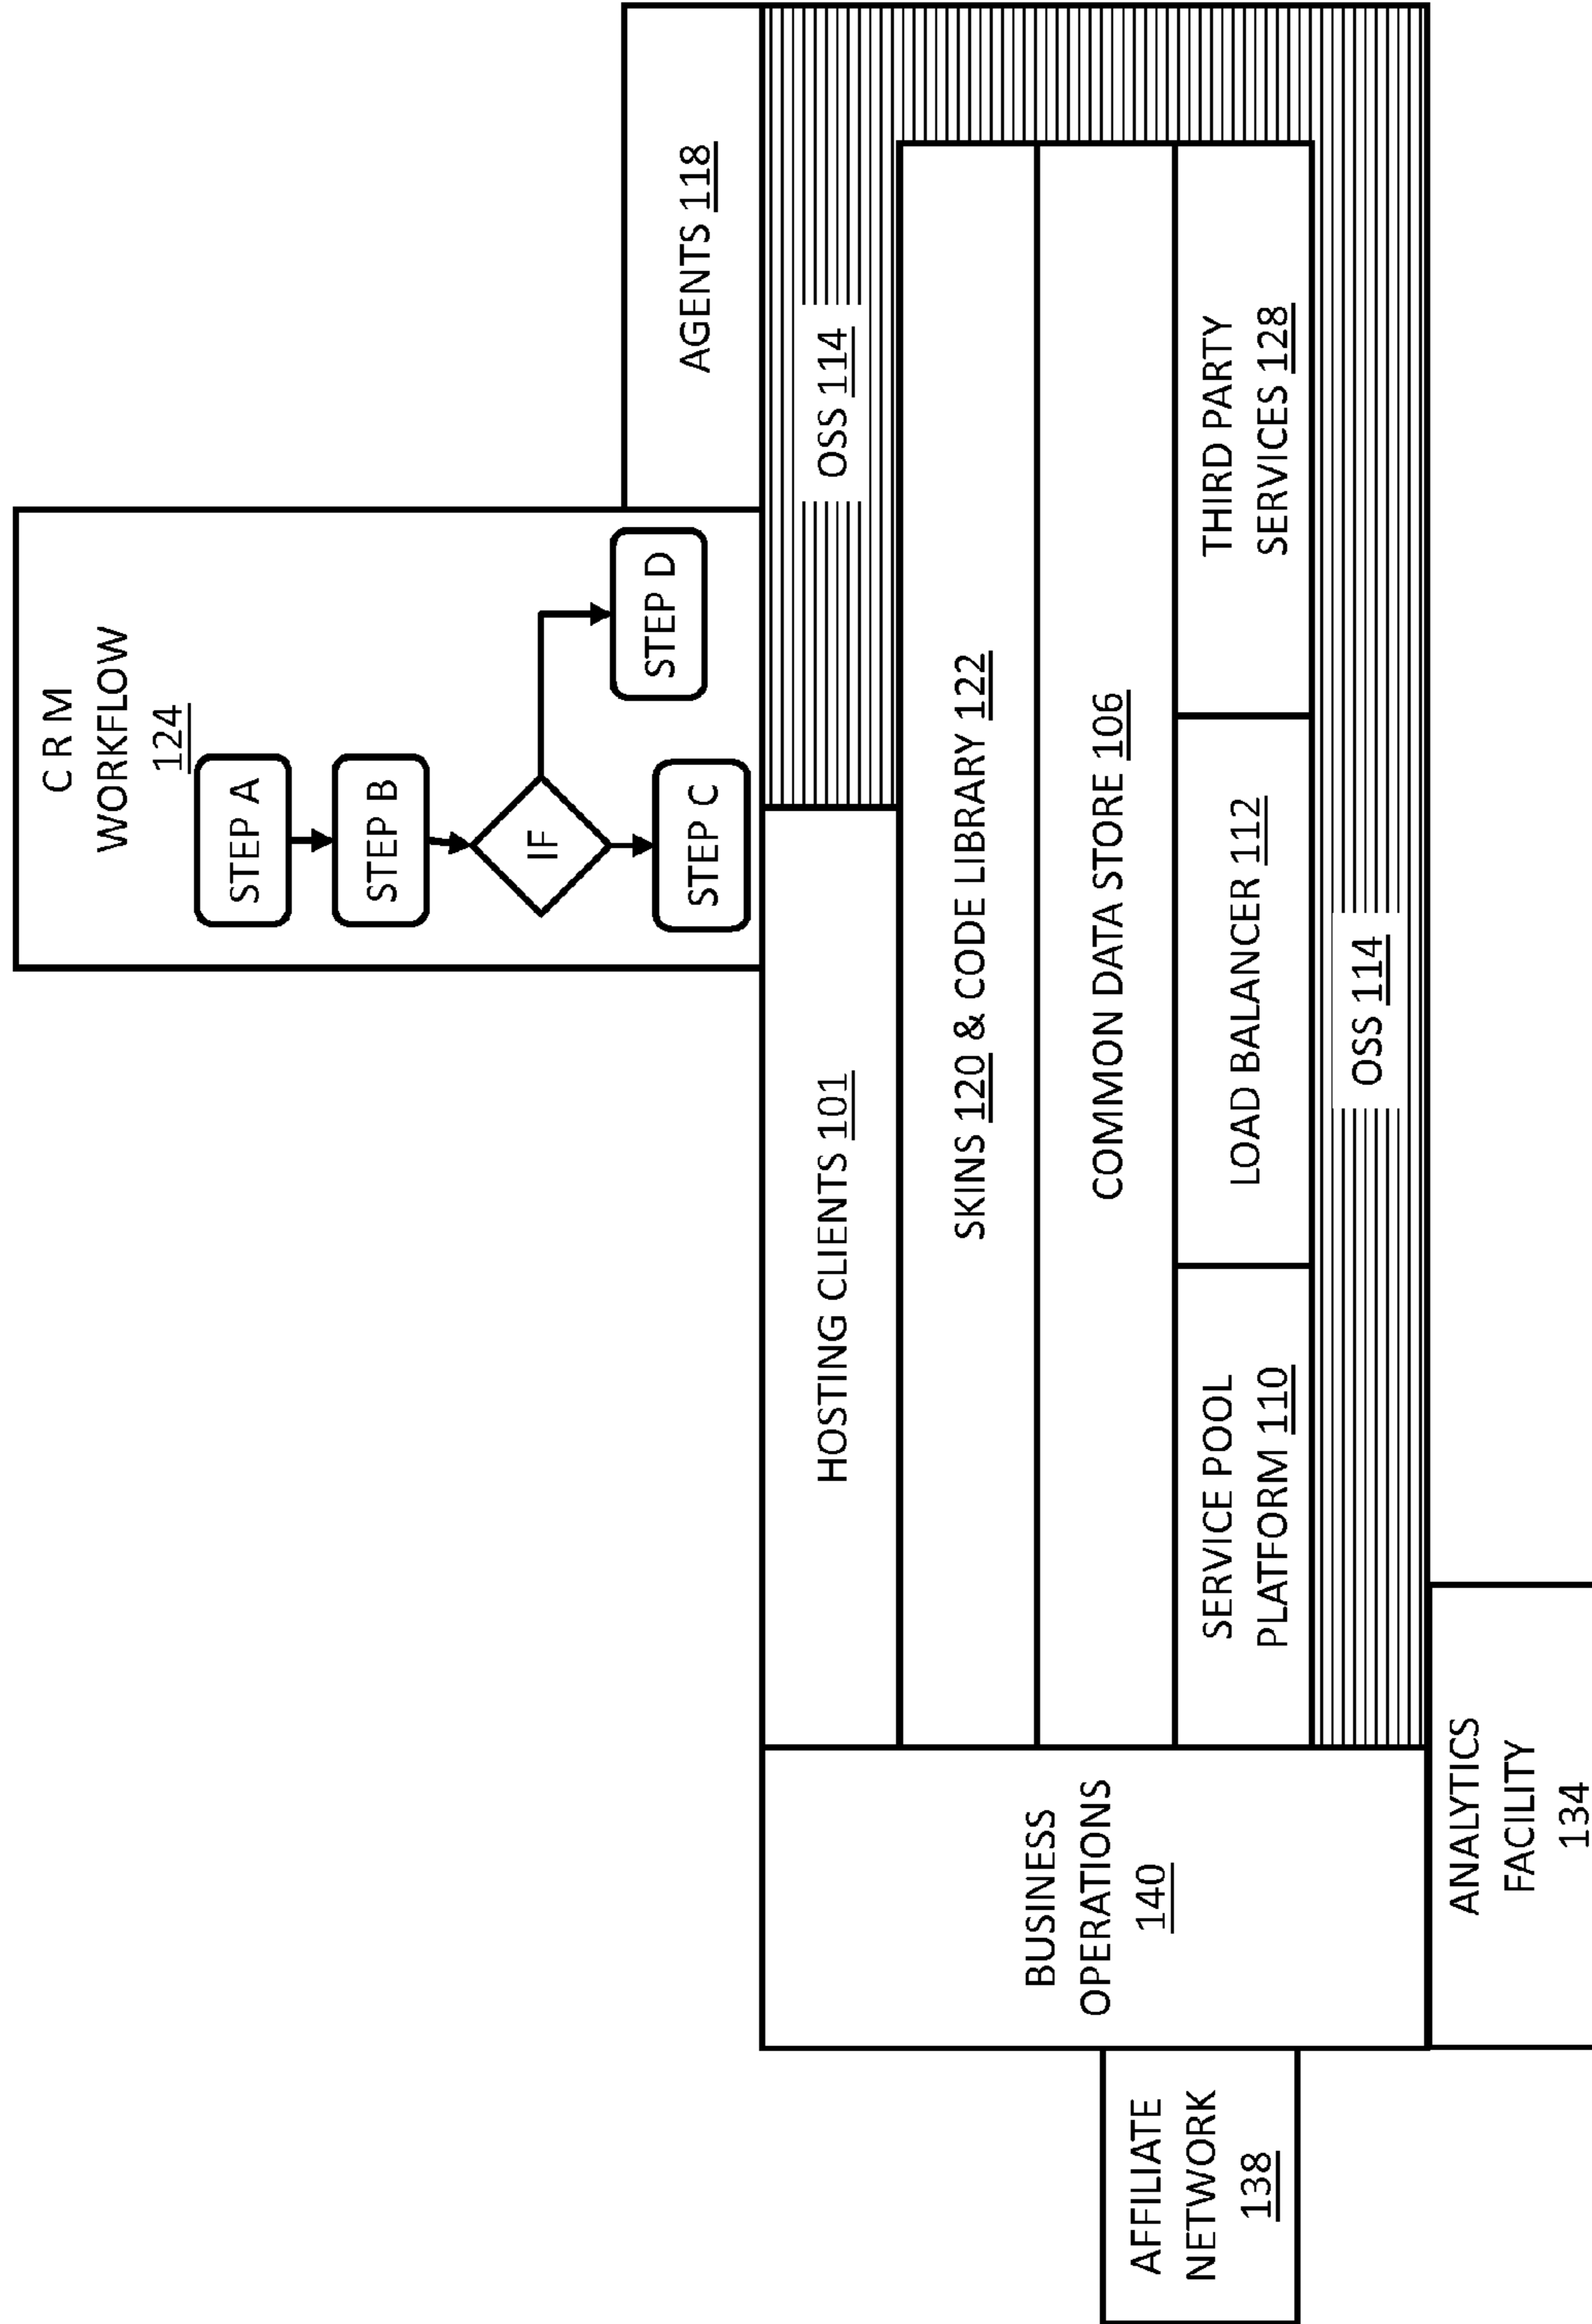 C R M
WORKFLOW
124
STEP A
STEP B
IF
STEP C
STEP D
AGENTS 118
HOSTING CLIENTS 101
OSS 114
SKINS 120 & CODE LIBRARY 122
COMMON DATA STORE 106
BUSINESS
OPERATIONS
140
AFFILIATE
NETWORK
138
SERVICE POOL
PLATFORM 110
LOAD BALANCER 112
THIRD PARTY
SERVICES 128
OSS 114
ANALYTICS
FACILITY
134